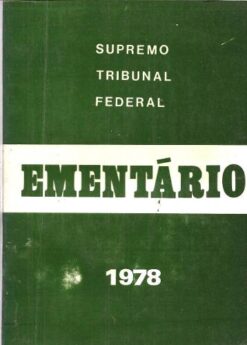 SUPREMO
TRIBUNAL
FEDERAL
EMENTÁRIO
1978